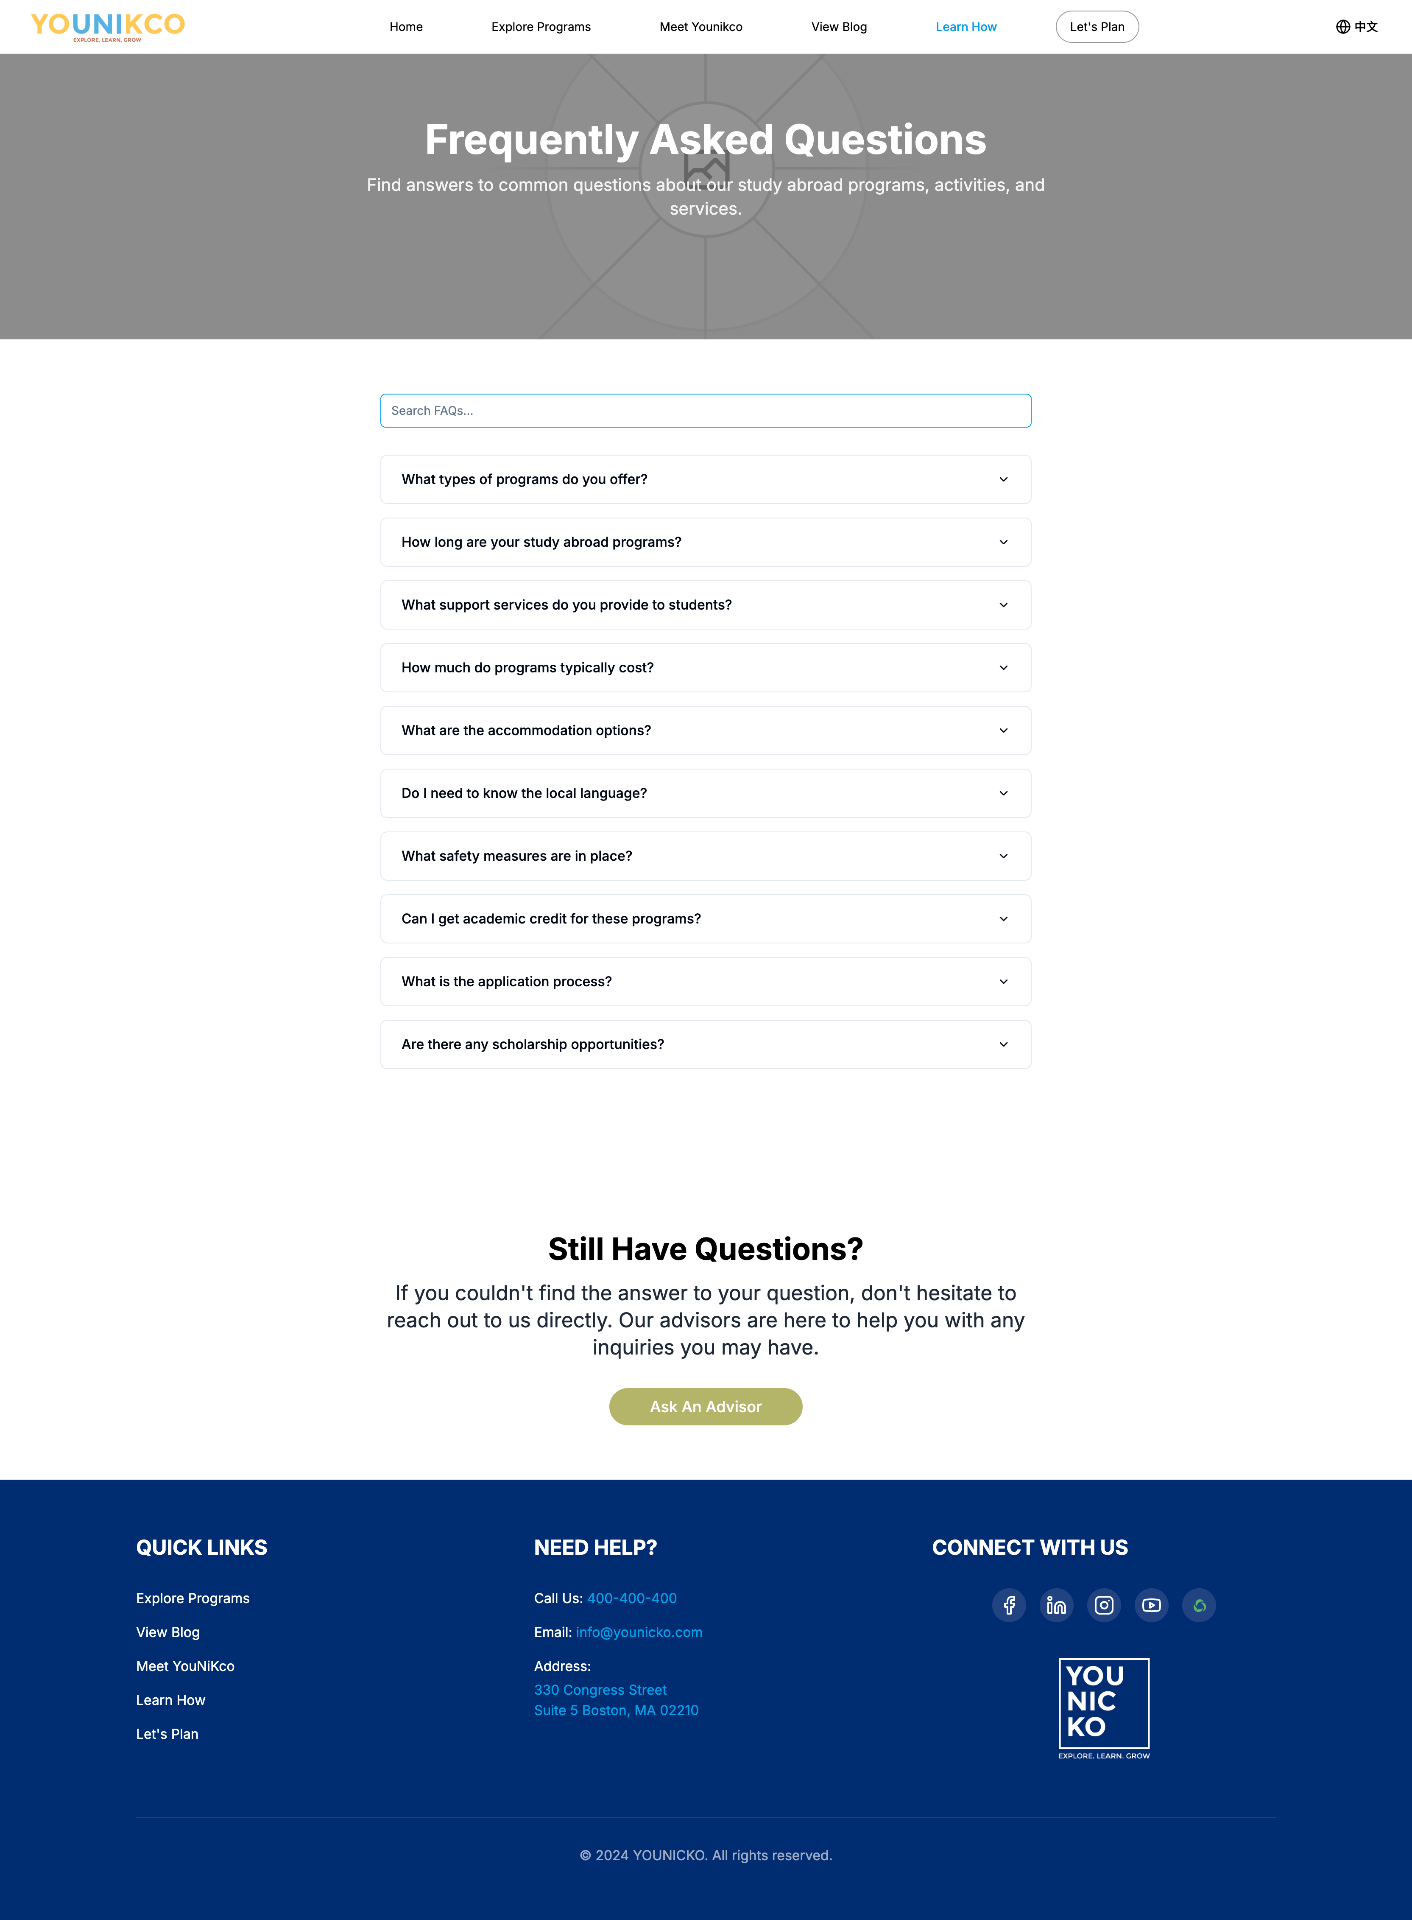 YOUNIKCO
EXPLORE. LEARN. GROW
Home
Explore Programs
Meet Younikco
View Blog
Learn How
Let's Plan
中文
Frequently Asked Questions
Find answers to common questions about our study abroad programs, activities, and
services.
Search FAQs...
What types of programs do you offer?
How long are your study abroad programs?
What support services do you provide to students?
How much do programs typically cost?
What are the accommodation options?
Do I need to know the local language?
What safety measures are in place?
Can I get academic credit for these programs?
What is the application process?
Are there any scholarship opportunities?
Still Have Questions?
If you couldn't find the answer to your question, don't hesitate to
reach out to us directly. Our advisors are here to help you with any
inquiries you may have.
Ask An Advisor
QUICK LINKS
Explore Programs
View Blog
Meet YouNiKco
Learn How
Let's Plan
NEED HELP?
Call Us: 400-400-400
Email: info@younicko.com
Address:
330 Congress Street
Suite 5 Boston, MA 02210
CONNECT WITH US
YOU
NIC
KO
EXPLORE. LEARN. GROW
© 2024 YOUNICKO. All rights reserved.